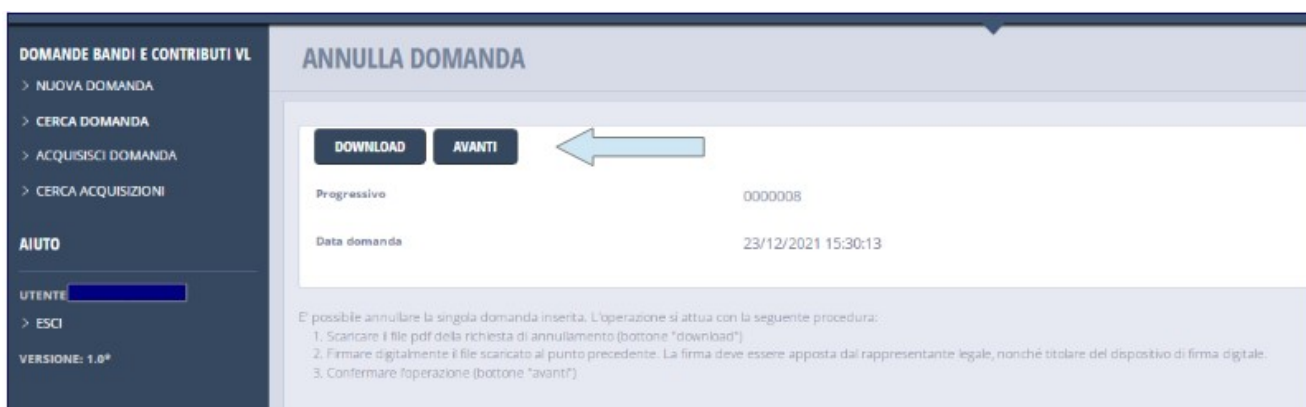 DOMANDE BANDI E CONTRIBUTI VL
> NUOVA DOMANDA
> CERCA DOMANDA
> ACQUISISCI DOMANDA
> CERCA ACQUISIZIONI
AIUTO
UTENTE
> ESCI
VERSIONE: 1.0*
ANNULLA DOMANDA
DOWNLOAD AVANTI
Progressivo 0000008
Data domanda 23/12/2021 15:30:13
E' possibile annullare la singola domanda inserita. L'operazione si attua con la seguente procedura:
1. Scaricare il file pdf della richiesta di annullamento (bottone "download")
2. Firmare digitalmente il file scaricato al punto precedente. La firma deve essere apposta dal rappresentante legale, nonché titolare del dispositivo di firma digitale.
3. Confermare l'operazione (bottone "avanti")